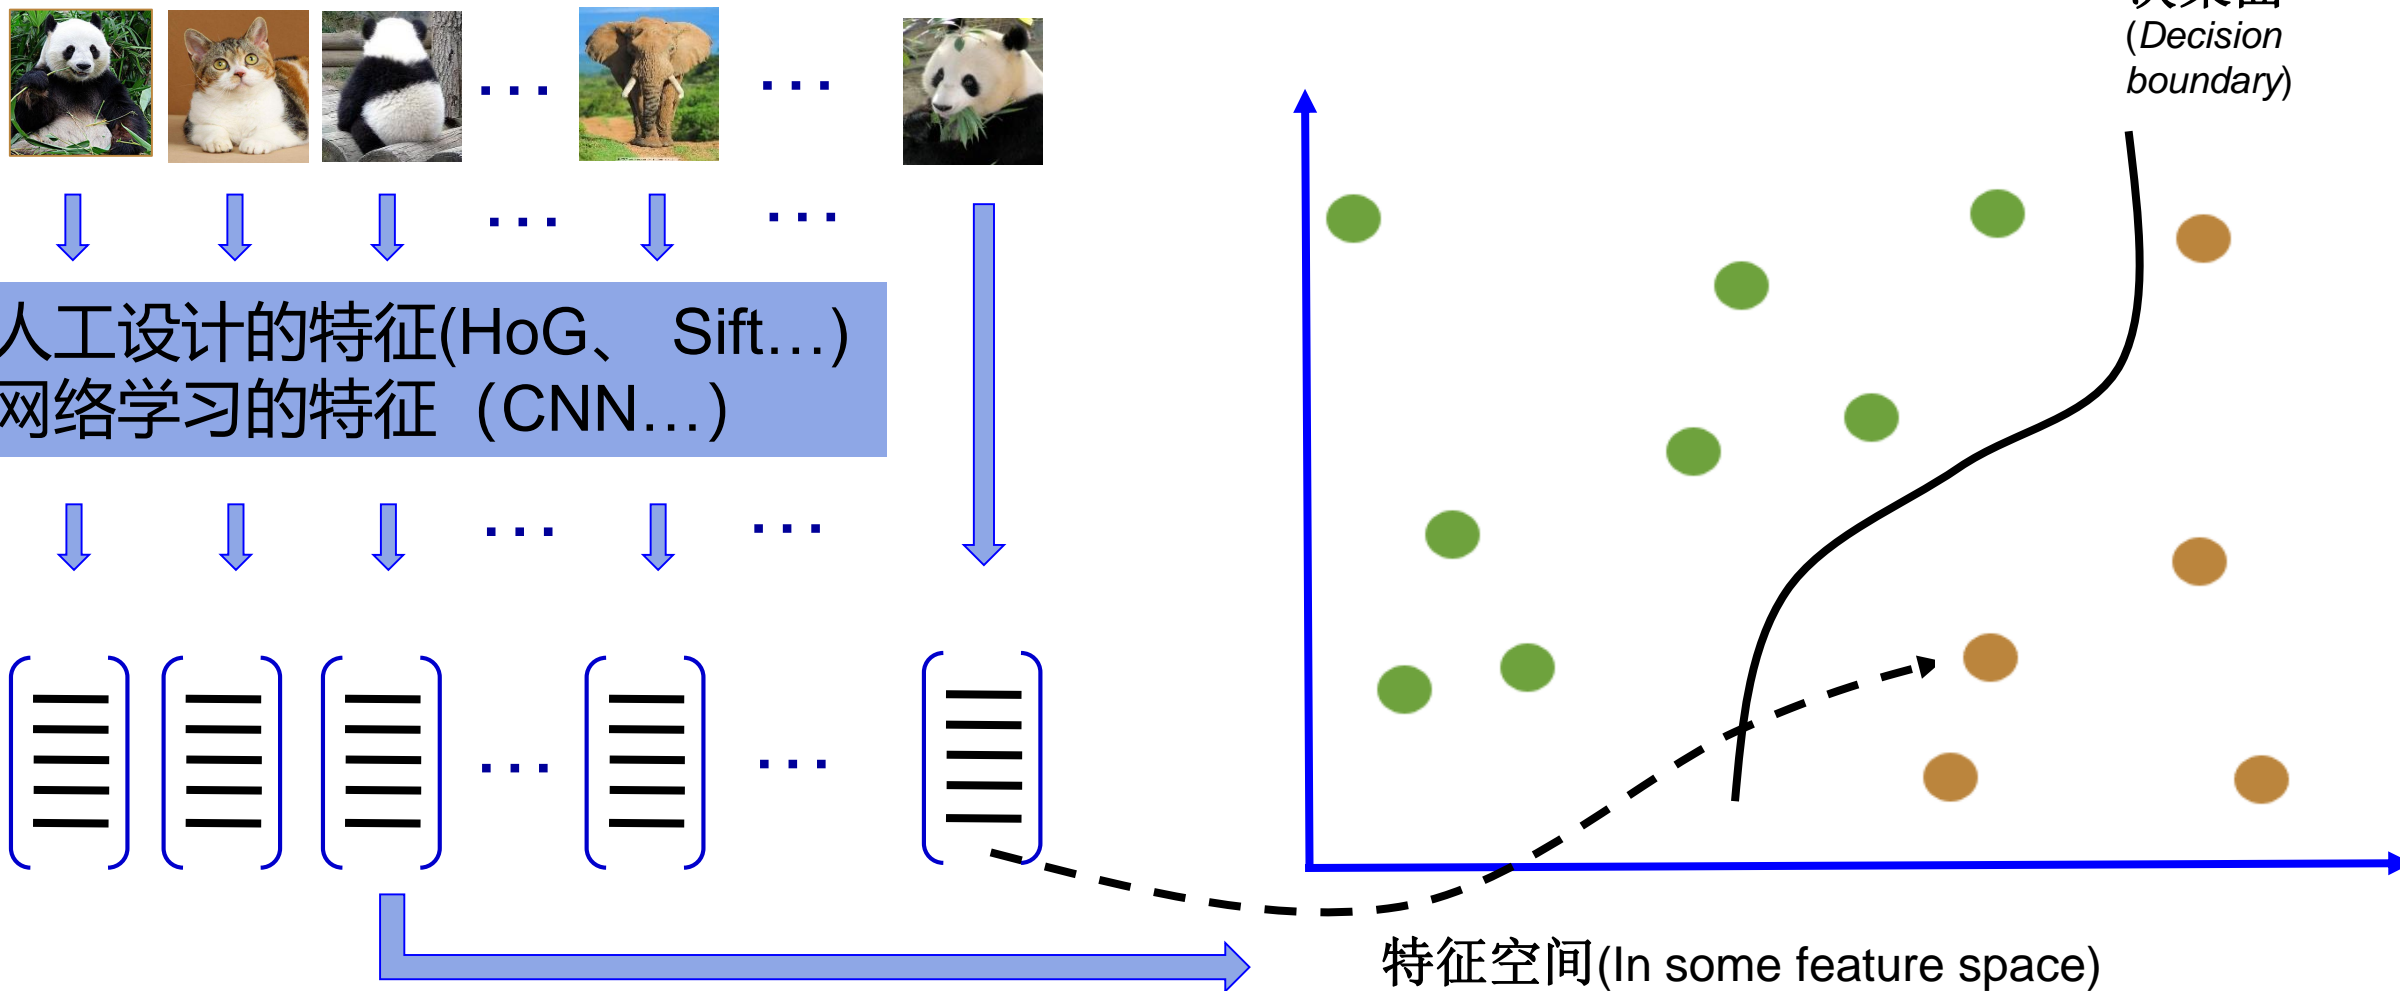 (Decision
boundary)
人工设计的特征(HoG、 Sift...)
网络学习的特征（CNN...)
特征空间(In some feature space)